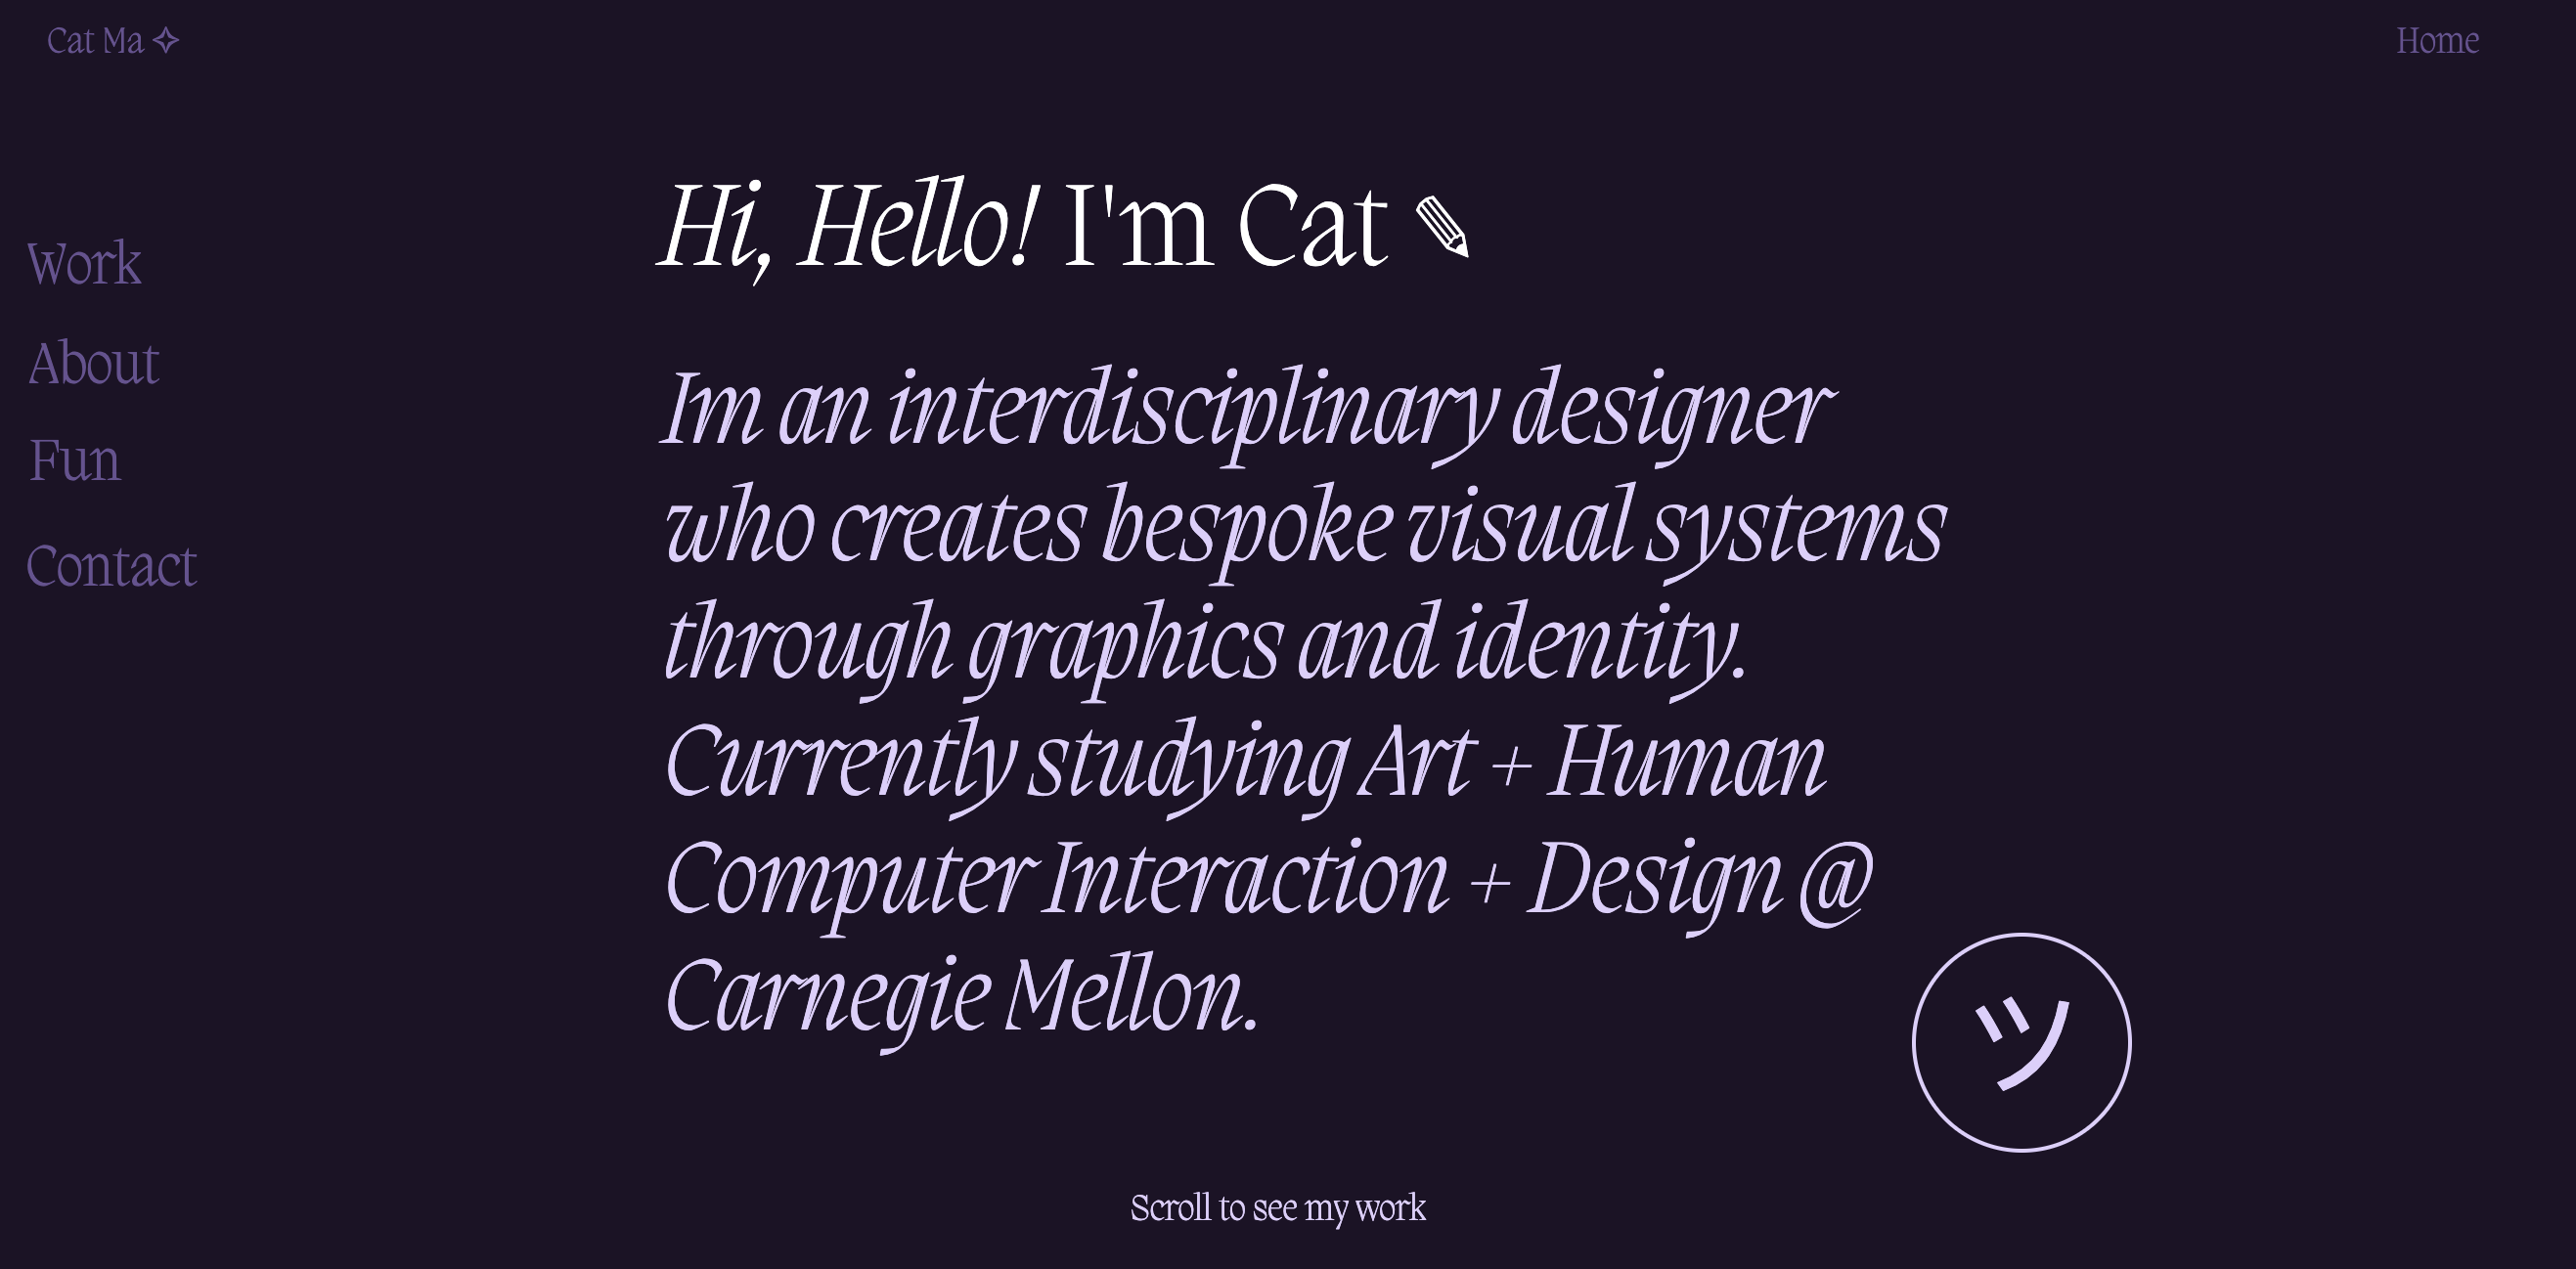 Cat Ma ✧
Home
Work
About
Fun
Contact
Hi, Hello! I'm Cat ✎
Im an interdisciplinary designer
who creates bespoke visual systems
through graphics and identity.
Currently studying Art + Human
Computer Interaction + Design @
Carnegie Mellon.
ツ
Scroll to see my work